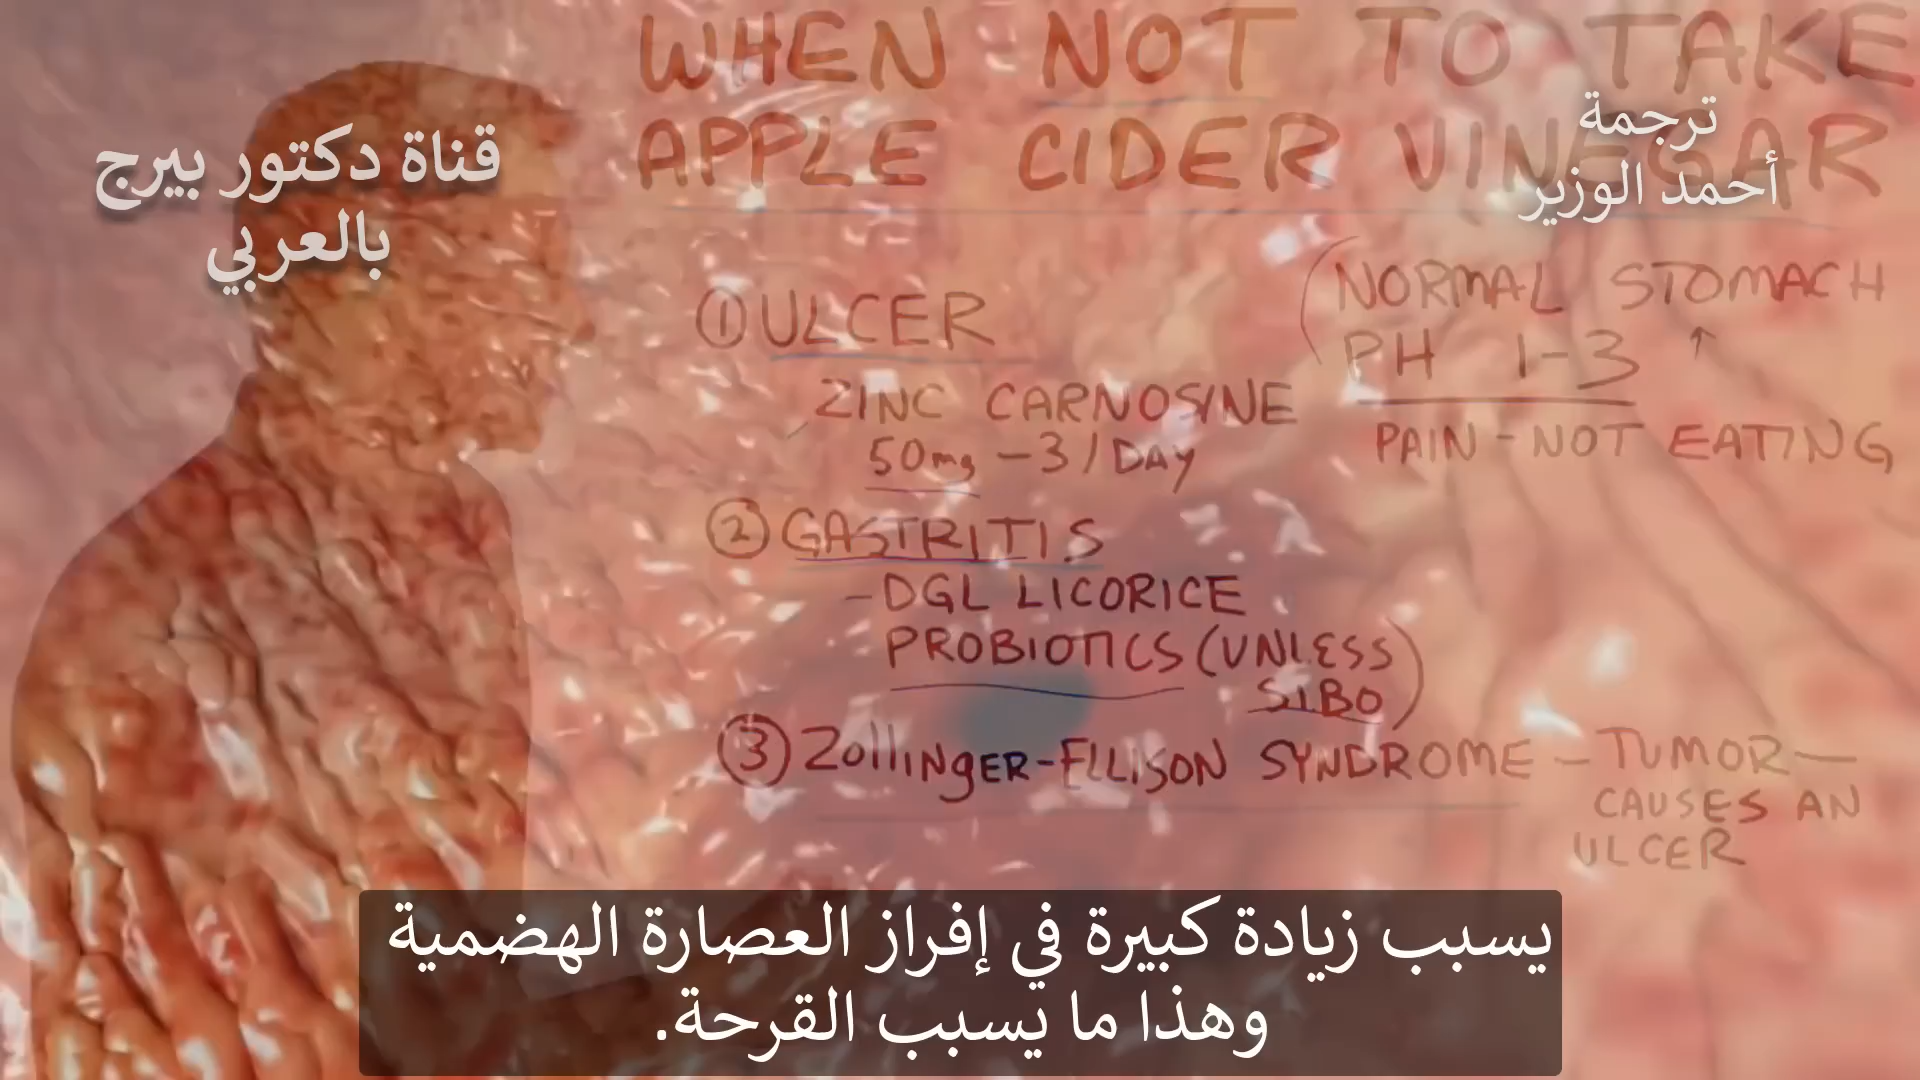 WHEN NOT TO TAKE
APPLE CIDER VINEGAR
قناة دكتور بيرج
بالعربي
ترجمة
أحمد الوزير
① ULCER
ZINC CARNOSINE
50mg - 3/DAY
(NORMAL STOMACH ↑
PH 1-3
PAIN - NOT EATING
② GASTRITIS
- DGL LICORICE
PROBIOTICS (UNLESS
SIBO)
③ ZollINgER-ELLISON SYNDROME - TUMOR -
CAUSES AN
ULCER
يسبب زيادة كبيرة في إفراز العصارة الهضمية
وهذا ما يسبب القرحة.